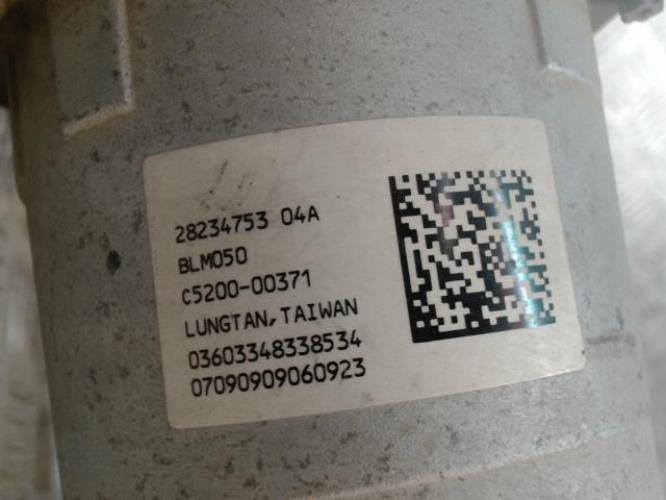 28234753 04A
BLM050
C5200-00371
LUNGTAN,TAIWAN
03603348338534
07090909060923